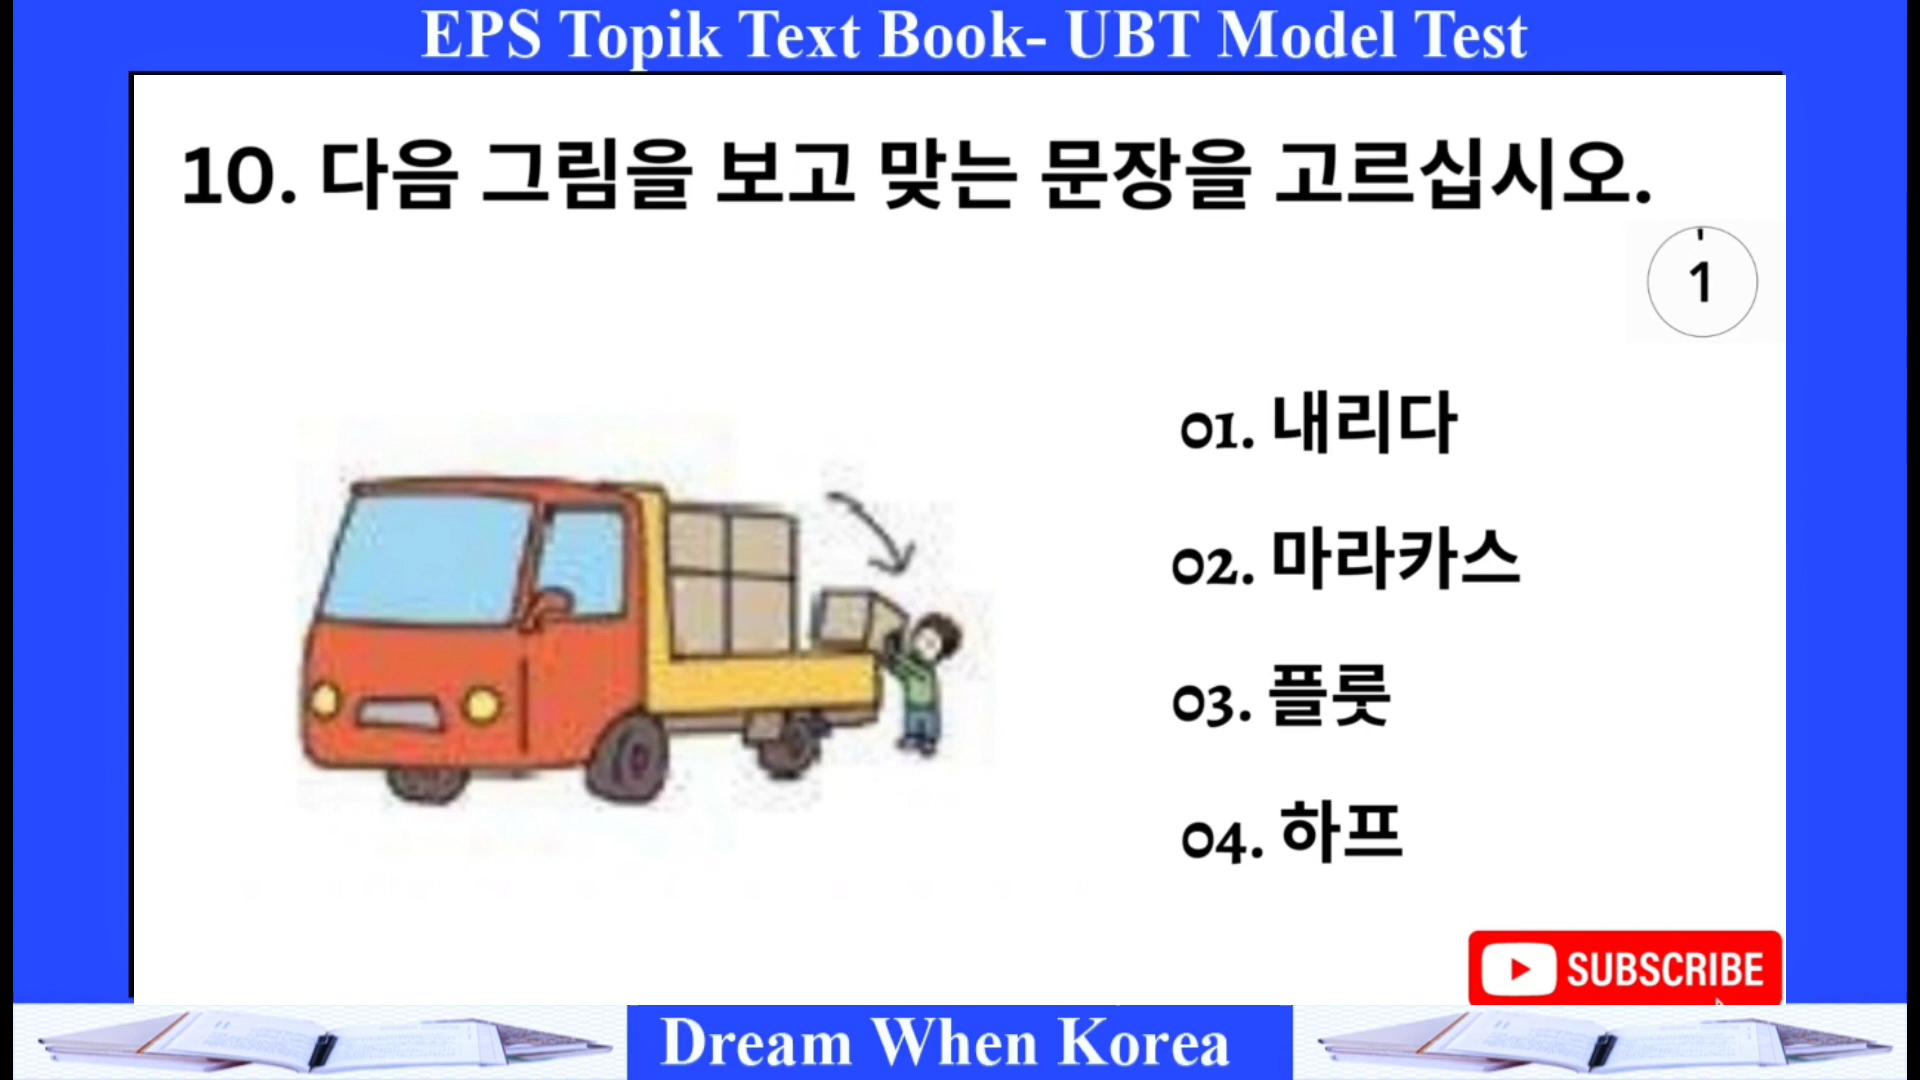 EPS Topik Text Book- UBT Model Test
10. 다음 그림을 보고 맞는 문장을 고르십시오.
1
01. 내리다
02. 마라카스
03. 플룻
04. 하프
SUBSCRIBE
Dream When Korea